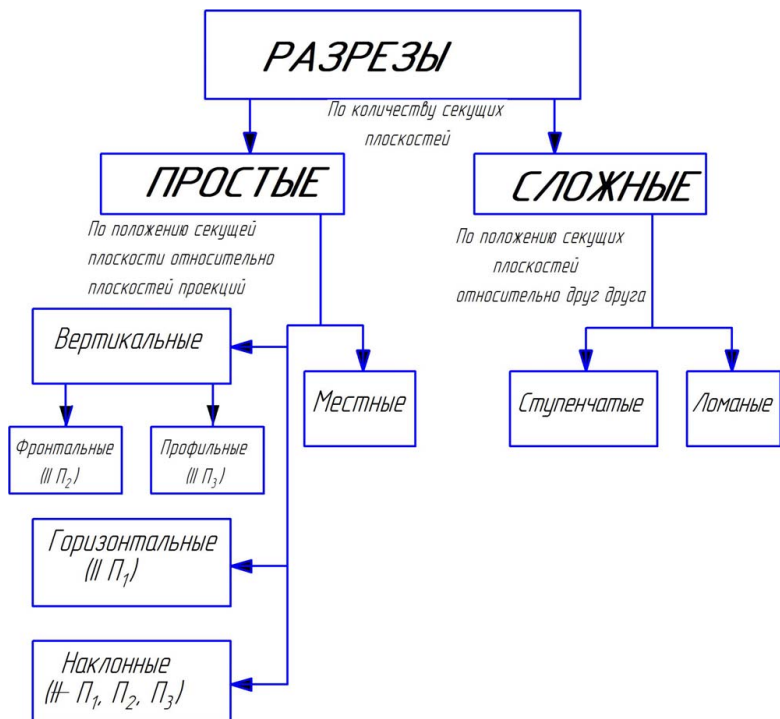 РАЗРЕЗЫ
По количеству секущих
плоскостей
ПРОСТЫЕ
СЛОЖНЫЕ
По положению секущей
плоскости относительно
плоскостей проекций
По положению секущих
плоскостей
относительно друг друга
Вертикальные
Местные
Ступенчатые
Ломаные
Фронтальные
(II П₂)
Профильные
(II П₃)
Горизонтальные
(II П₁)
Наклонные
(╫ П₁, П₂, П₃)